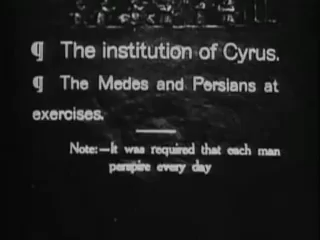 ¶ The institution of Cyrus.
¶ The Medes and Persians at
exercises.
Note:—It was required that each man
perspire every day